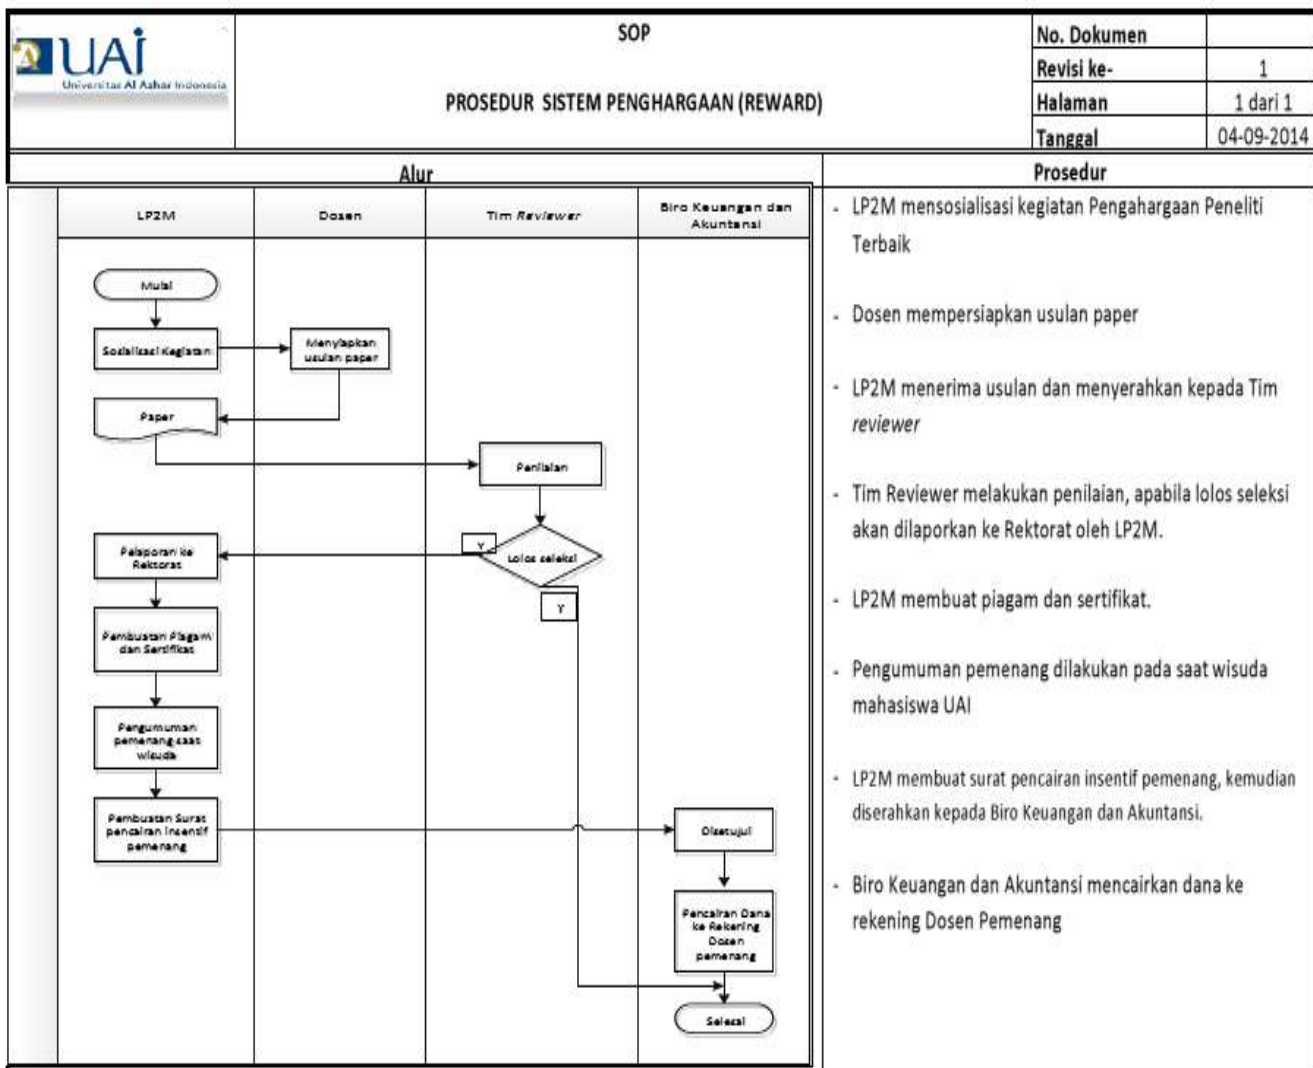 UAI
Universitas Al Azhar Indonesia
SOP
PROSEDUR SISTEM PENGHARGAAN (REWARD)
No. Dokumen
Revisi ke-
1
Halaman
1 dari 1
Tanggal
04-09-2014
Alur
Prosedur
LP2M
Dosen
Tim Reviewer
Biro Keuangan dan
Akuntansi
Mulai
Sosialisasi Kegiatan
Menyiapkan
usulan paper
Paper
Penilaian
Lolos seleksi
Y
Y
Pelaporan ke
Rektorat
Pembuatan Piagam
dan Sertifikat
Pengumuman
pemenang saat
wisuda
Pembuatan Surat
pencairan insentif
pemenang
Disetujui
Pencairan Dana
ke Rekening
Dosen
pemenang
Selesai
- LP2M mensosialisasi kegiatan Pengahargaan Peneliti
Terbaik
- Dosen mempersiapkan usulan paper
- LP2M menerima usulan dan menyerahkan kepada Tim
reviewer
- Tim Reviewer melakukan penilaian, apabila lolos seleksi
akan dilaporkan ke Rektorat oleh LP2M.
- LP2M membuat piagam dan sertifikat.
- Pengumuman pemenang dilakukan pada saat wisuda
mahasiswa UAI
- LP2M membuat surat pencairan insentif pemenang, kemudian
diserahkan kepada Biro Keuangan dan Akuntansi.
- Biro Keuangan dan Akuntansi mencairkan dana ke
rekening Dosen Pemenang